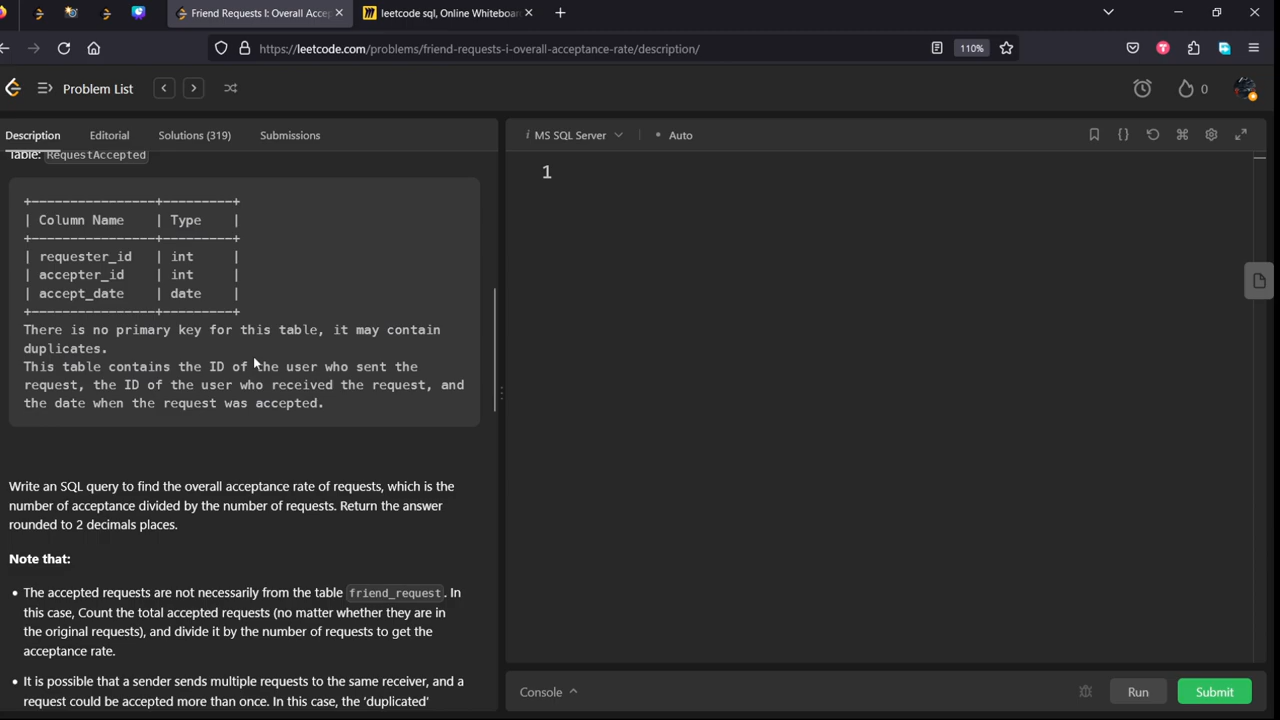 Friend Requests I: Overall Acce
leetcode sql, Online Whiteboar
https://leetcode.com/problems/friend-requests-i-overall-acceptance-rate/description/
110%
Problem List
0
Description Editorial Solutions (319) Submissions
MS SQL Server Auto
Table: RequestAccepted
1
+----------------+---------+
| Column Name    | Type    |
+----------------+---------+
| requester_id   | int     |
| accepter_id    | int     |
| accept_date    | date    |
+----------------+---------+
There is no primary key for this table, it may contain
duplicates.
This table contains the ID of the user who sent the
request, the ID of the user who received the request, and
the date when the request was accepted.
Write an SQL query to find the overall acceptance rate of requests, which is the
number of acceptance divided by the number of requests. Return the answer
rounded to 2 decimals places.
Note that:
• The accepted requests are not necessarily from the table friend_request. In
this case, Count the total accepted requests (no matter whether they are in
the original requests), and divide it by the number of requests to get the
acceptance rate.
• It is possible that a sender sends multiple requests to the same receiver, and a
request could be accepted more than once. In this case, the ‘duplicated’
Console
Run
Submit